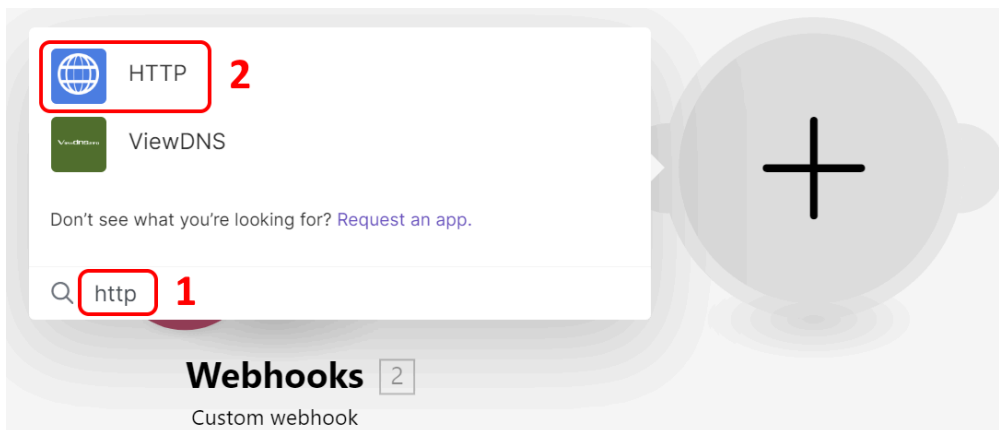 HTTP 2
ViewDNS
Don't see what you're looking for? Request an app.
http 1
Webhooks 2
Custom webhook